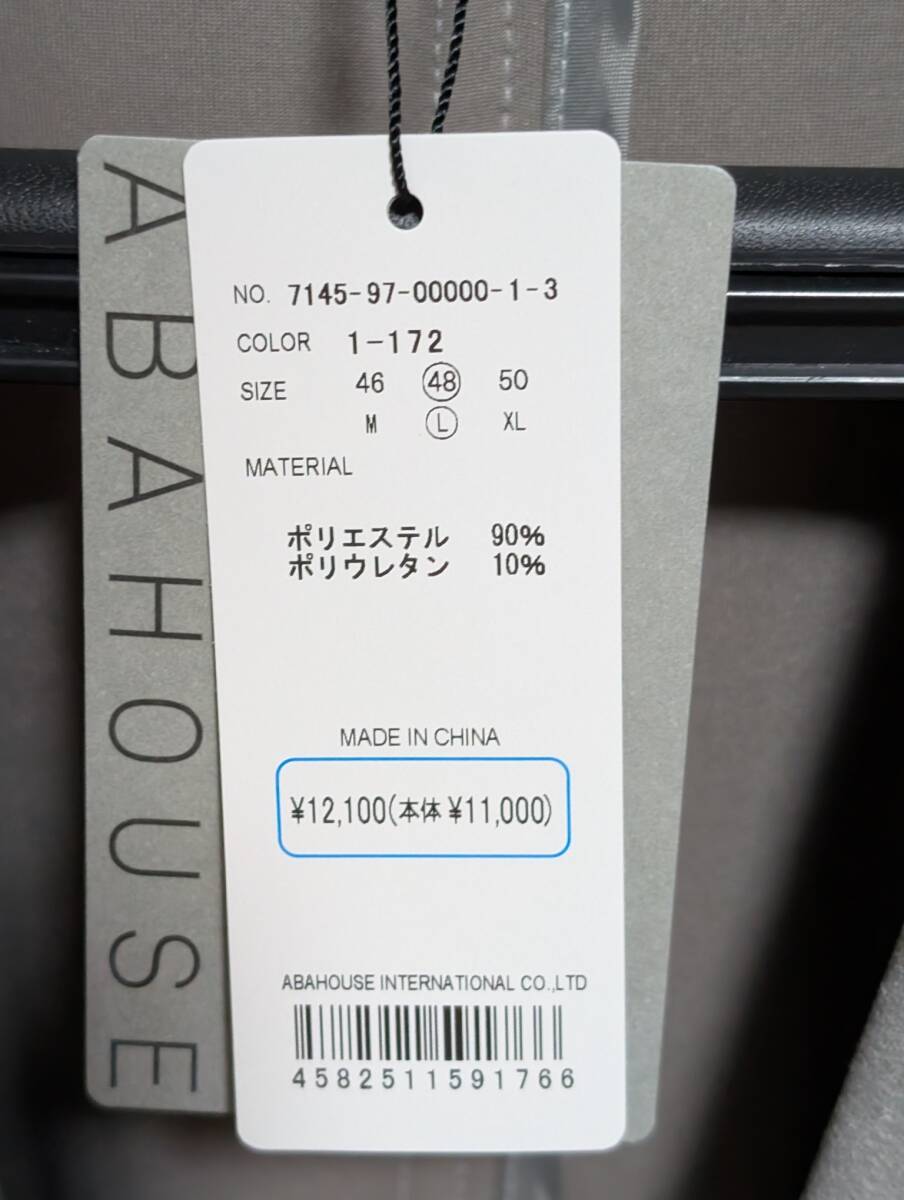 ABAHOUSE
NO. 7145-97-00000-1-3
COLOR 1-172
SIZE 46 48 50
M L XL
MATERIAL
ポリエステル 90%
ポリウレタン 10%
MADE IN CHINA
¥12,100(本体 ¥11,000)
ABAHOUSE INTERNATIONAL CO.,LTD
4582511591766